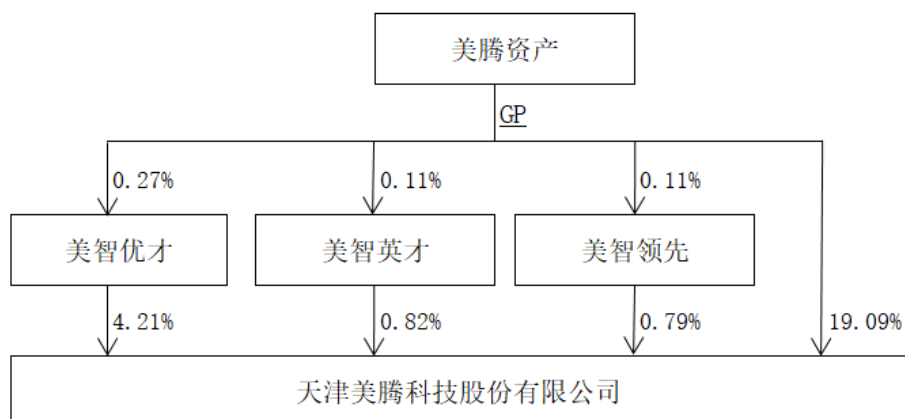 美腾资产
GP
0.27%
0.11%
0.11%
美智优才
美智英才
美智领先
4.21%
0.82%
0.79%
19.09%
天津美腾科技股份有限公司